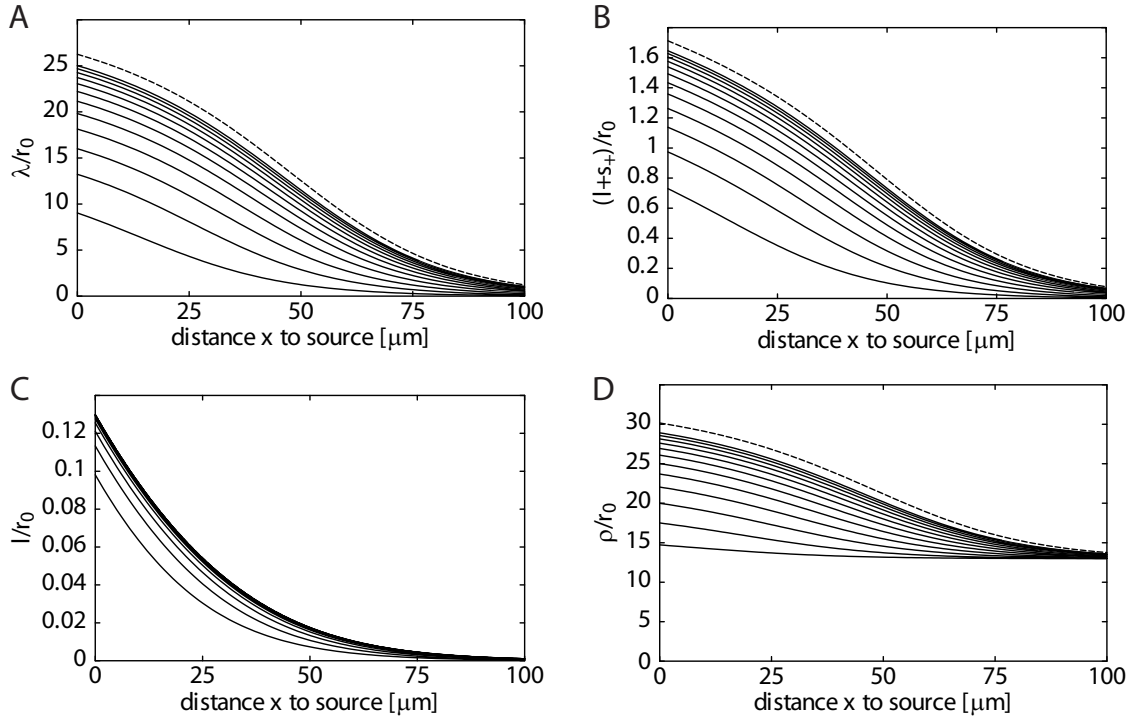 A
25
20
15
10
5
0
λ/r0
0 25 50 75 100
distance x to source [μm]
B
1.6
1.4
1.2
1
0.8
0.6
0.4
0.2
0
(l+s+)/r0
0 25 50 75 100
distance x to source [μm]
C
0.12
0.1
0.08
0.06
0.04
0.02
0
l/r0
0 25 50 75 100
distance x to source [μm]
D
30
25
20
15
10
5
0
ρ/r0
0 25 50 75 100
distance x to source [μm]